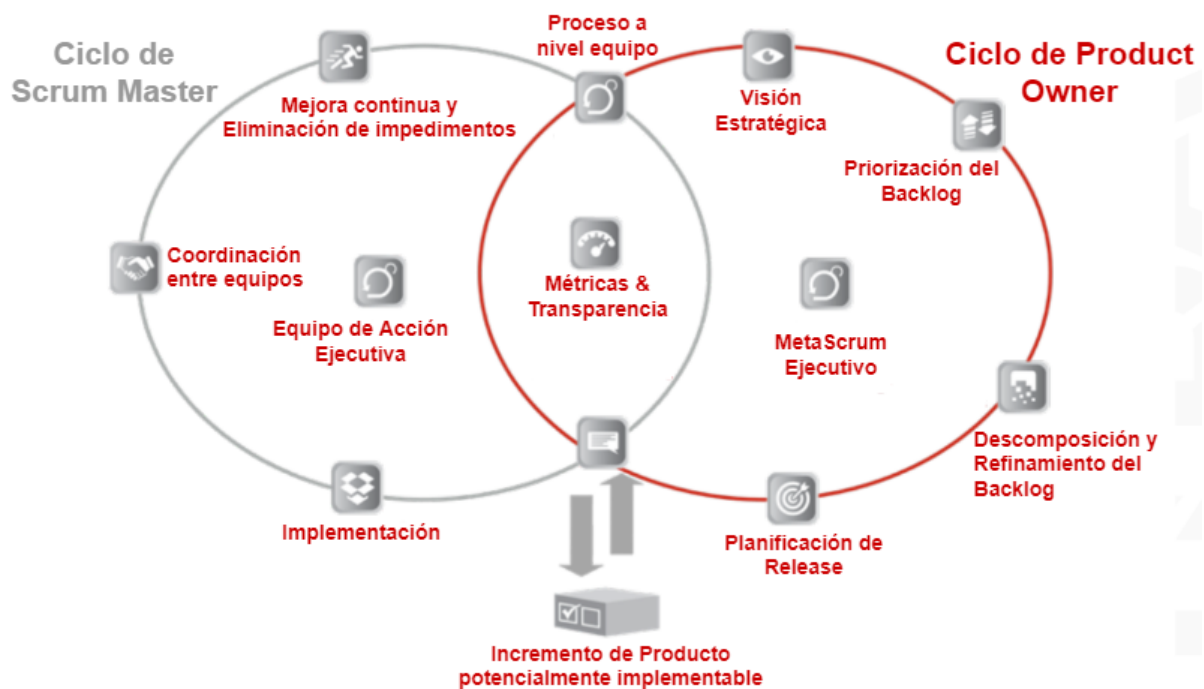 Proceso a
nivel equipo
Ciclo de
Scrum Master
Ciclo de Product
Owner
Mejora continua y
Eliminación de impedimentos
Visión
Estratégica
Priorización del
Backlog
Coordinación
entre equipos
Equipo de Acción
Ejecutiva
Métricas &
Transparencia
MetaScrum
Ejecutivo
Descomposición y
Refinamiento del
Backlog
Implementación
Planificación de
Release
Incremento de Producto
potencialmente implementable